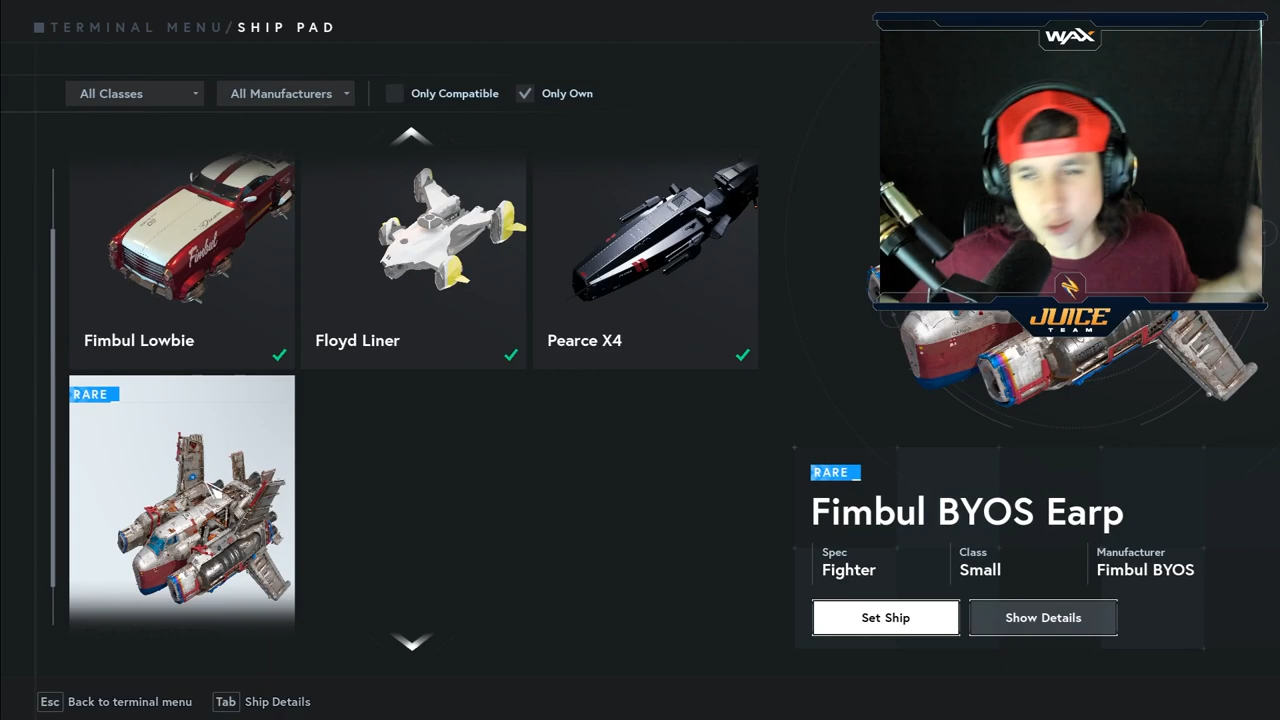 TERMINAL MENU/SHIP PAD
WAX
All Classes
All Manufacturers
Only Compatible
Only Own
Fimbul
Fimbul Lowbie
Floyd Liner
Pearce X4
JUICE
TEAM
RARE
RARE
Fimbul BYOS Earp
Spec
Class
Manufacturer
Fighter
Small
Fimbul BYOS
Set Ship
Show Details
Esc Back to terminal menu
Tab Ship Details